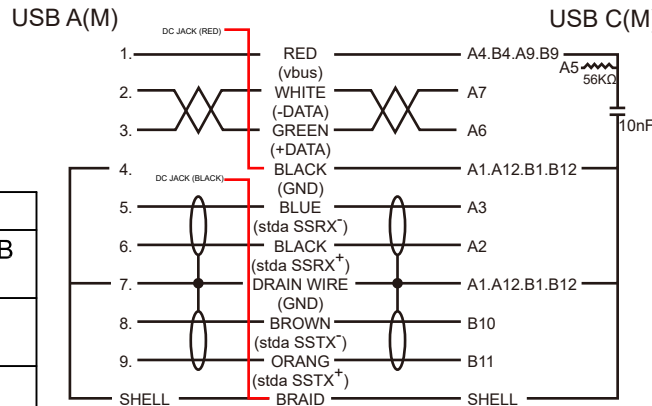 USB A(M) USB C(M
DC JACK (RED)
1. RED A4.B4.A9.B9
(vbus) A5 56KΩ
2. WHITE A7
(-DATA) 10nF
3. GREEN A6
(+DATA)
4. BLACK A1.A12.B1.B12
DC JACK (BLACK) (GND)
5. BLUE A3
(stda SSRX-)
B
6. BLACK A2
(stda SSRX+)
7. DRAIN WIRE A1.A12.B1.B12
(GND)
8. BROWN B10
(stda SSTX-)
9. ORANG B11
(stda SSTX+)
SHELL BRAID SHELL